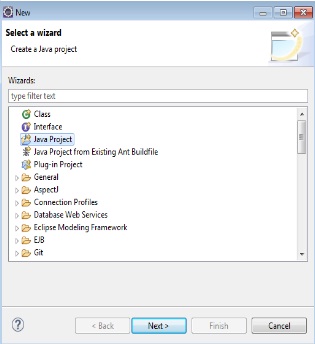 New
Select a wizard
Create a Java project
Wizards:
type filter text
Class
Interface
Java Project
Java Project from Existing Ant Buildfile
Plug-in Project
General
AspectJ
Connection Profiles
Database Web Services
Eclipse Modeling Framework
EJB
Git
?
< Back
Next >
Finish
Cancel